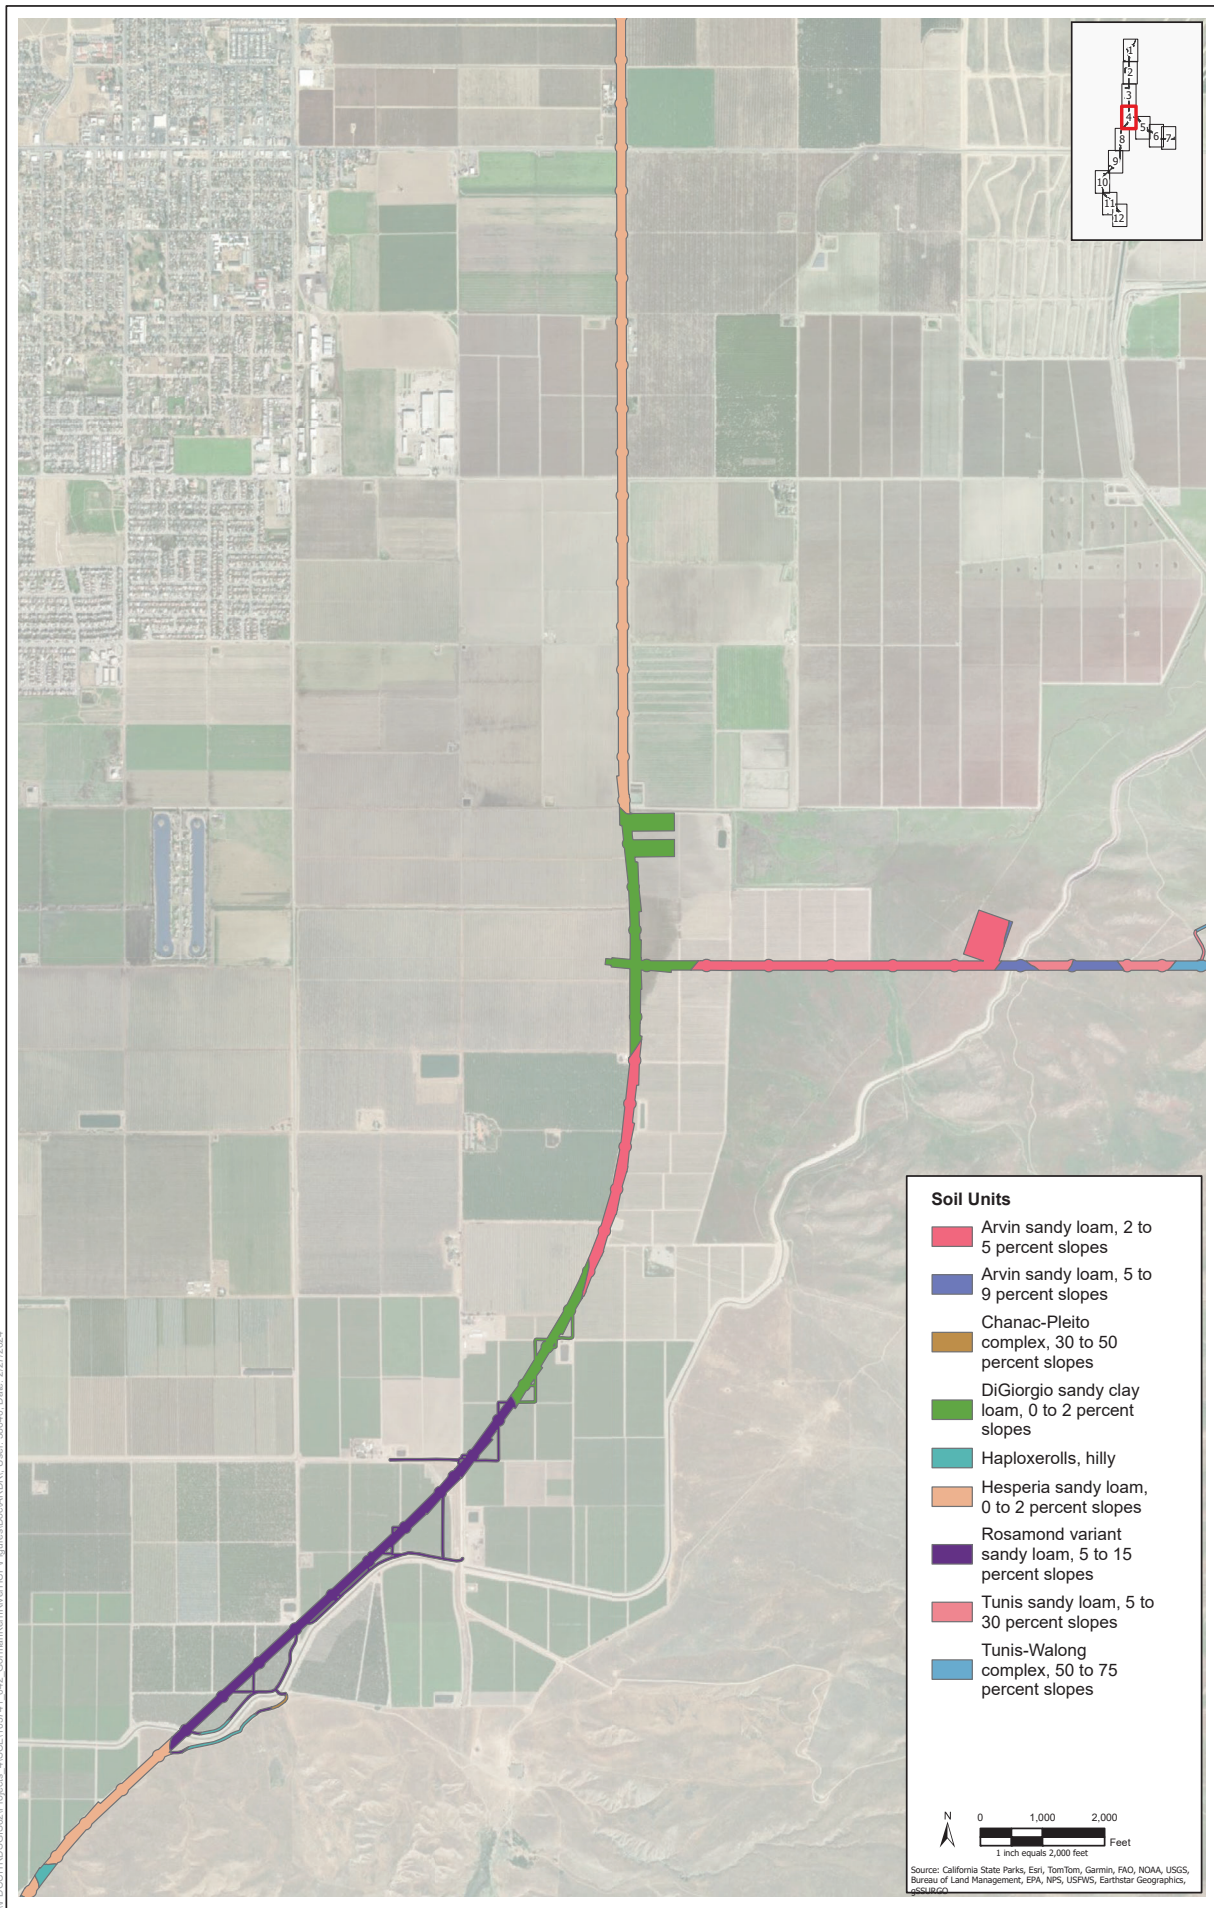 1
2
3
4
5
6
7
8
9
10
11
12
Soil Units
Arvin sandy loam, 2 to
5 percent slopes
Arvin sandy loam, 5 to
9 percent slopes
Chanac-Pleito
complex, 30 to 50
percent slopes
DiGiorgio sandy clay
loam, 0 to 2 percent
slopes
Haploxerolls, hilly
Hesperia sandy loam,
0 to 2 percent slopes
Rosamond variant
sandy loam, 5 to 15
percent slopes
Tunis sandy loam, 5 to
30 percent slopes
Tunis-Walong
complex, 50 to 75
percent slopes
N
0 1,000 2,000
Feet
1 inch equals 2,000 feet
Source: California State Parks, Esri, TomTom, Garmin, FAO, NOAA, USGS,
Bureau of Land Management, EPA, NPS, USFWS, Earthstar Geographics,
gSSURGO